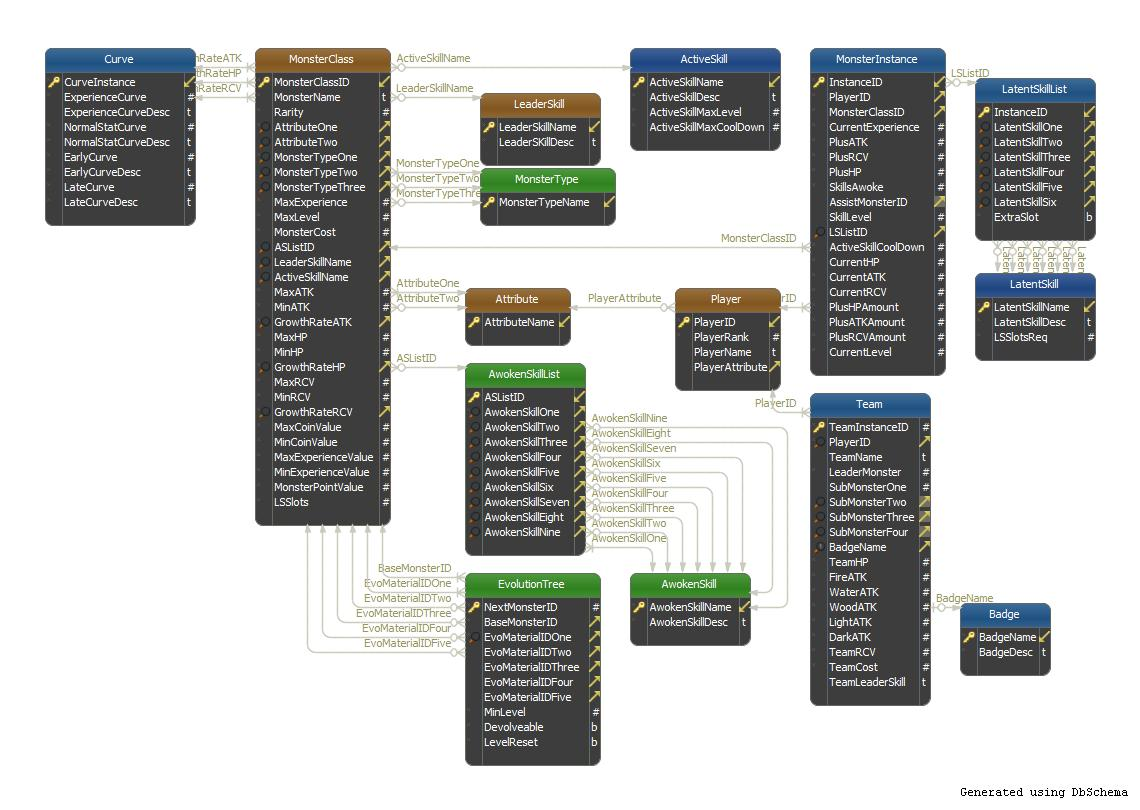 Curve
CurveInstance
ExperienceCurve #
ExperienceCurveDesc t
NormalStatCurve #
NormalStatCurveDesc t
EarlyCurve #
EarlyCurveDesc t
LateCurve #
LateCurveDesc t
MonsterClass
MonsterClassID
MonsterName t
Rarity #
AttributeOne
AttributeTwo
MonsterTypeOne
MonsterTypeTwo
MonsterTypeThree
MaxExperience #
MaxLevel #
MonsterCost #
ASListID
LeaderSkillName
ActiveSkillName
MaxATK #
MinATK #
GrowthRateATK
MaxHP #
MinHP #
GrowthRateHP
MaxRCV #
MinRCV #
GrowthRateRCV
MaxCoinValue #
MinCoinValue #
MaxExperienceValue #
MinExperienceValue #
MonsterPointValue #
LSSlots #
ActiveSkillName
LeaderSkillName
LeaderSkill
LeaderSkillName
LeaderSKillDesc t
MonsterTypeOne
MonsterTypeTwo
MonsterType
MonsterTypeName
ActiveSkill
ActiveSkillName
ActiveSkillDesc t
ActiveSkillMaxLevel #
ActiveSkillMaxCoolDown #
MonsterClassID
MonsterInstance
InstanceID
PlayerID
MonsterClassID
CurrentExperience #
PlusATK #
PlusRCV #
PlusHP #
SkillsAwoke #
AssistMonsterID
SkillLevel #
LSListID
ActiveSkillCoolDown #
CurrentHP #
CurrentATK #
CurrentRCV #
PlusHPAmount #
PlusATKAmount #
PlusRCVAmount #
CurrentLevel #
LSListID
LatentSkillList
InstanceID
LatentSkillOne
LatentSkillTwo
LatentSkillThree
LatentSkillFour
LatentSkillFive
LatentSkillSix
ExtraSlot b
LatentSkill
LatentSkillName
LatentSkillDesc t
LSSlotsReq #
AttributeOne
AttributeTwo
Attribute
AttributeName
PlayerAttribute
Player
PlayerID
PlayerRank #
PlayerName t
PlayerAttribute
PlayerID
ASListID
AwokenSkillList
ASListID
AwokenSkillOne
AwokenSkillTwo
AwokenSkillThree
AwokenSkillFour
AwokenSkillFive
AwokenSkillSix
AwokenSkillSeven
AwokenSkillEight
AwokenSkillNine
AwokenSkillNine
AwokenSkillEight
AwokenSkillSeven
AwokenSkillSix
AwokenSkillFive
AwokenSkillFour
AwokenSkillThree
AwokenSkillTwo
AwokenSkillOne
AwokenSkill
AwokenSkillName
AwokenSkillDesc t
Team
TeamInstanceID #
PlayerID
TeamName t
LeaderMonster #
SubMonsterOne #
SubMonsterTwo
SubMonsterThree
SubMonsterFour
BadgeName
TeamHP #
FireATK #
WaterATK #
WoodATK #
LightATK #
DarkATK #
TeamRCV #
TeamCost #
TeamLeaderSkill t
BadgeName
Badge
BadgeName
BadgeDesc t
BaseMonsterID
EvoMaterialIDOne
EvoMaterialIDTwo
EvoMaterialIDThree
EvoMaterialIDFour
EvoMaterialIDFive
EvolutionTree
NextMonsterID #
BaseMonsterID
EvoMaterialIDOne
EvoMaterialIDTwo
EvoMaterialIDThree
EvoMaterialIDFour
EvoMaterialIDFive
MinLevel #
Devolveable b
LevelReset b
Generated using DbSchema